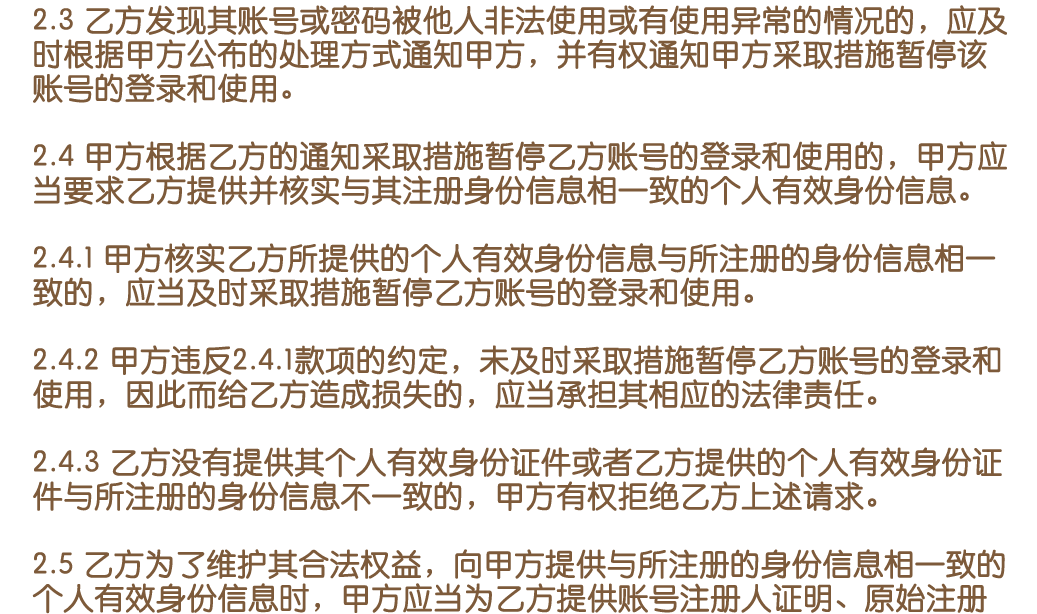 2.3 乙方发现其账号或密码被他人非法使用或有使用异常的情况的，应及
时根据甲方公布的处理方式通知甲方，并有权通知甲方采取措施暂停该
账号的登录和使用。
2.4 甲方根据乙方的通知采取措施暂停乙方账号的登录和使用的，甲方应
当要求乙方提供并核实与其注册身份信息相一致的个人有效身份信息。
2.4.1 甲方核实乙方所提供的个人有效身份信息与所注册的身份信息相一
致的，应当及时采取措施暂停乙方账号的登录和使用。
2.4.2 甲方违反2.4.1款项的约定，未及时采取措施暂停乙方账号的登录和
使用，因此而给乙方造成损失的，应当承担其相应的法律责任。
2.4.3 乙方没有提供其个人有效身份证件或者乙方提供的个人有效身份证
件与所注册的身份信息不一致的，甲方有权拒绝乙方上述请求。
2.5 乙方为了维护其合法权益，向甲方提供与所注册的身份信息相一致的
个人有效身份信息时，甲方应当为乙方提供账号注册人证明、原始注册